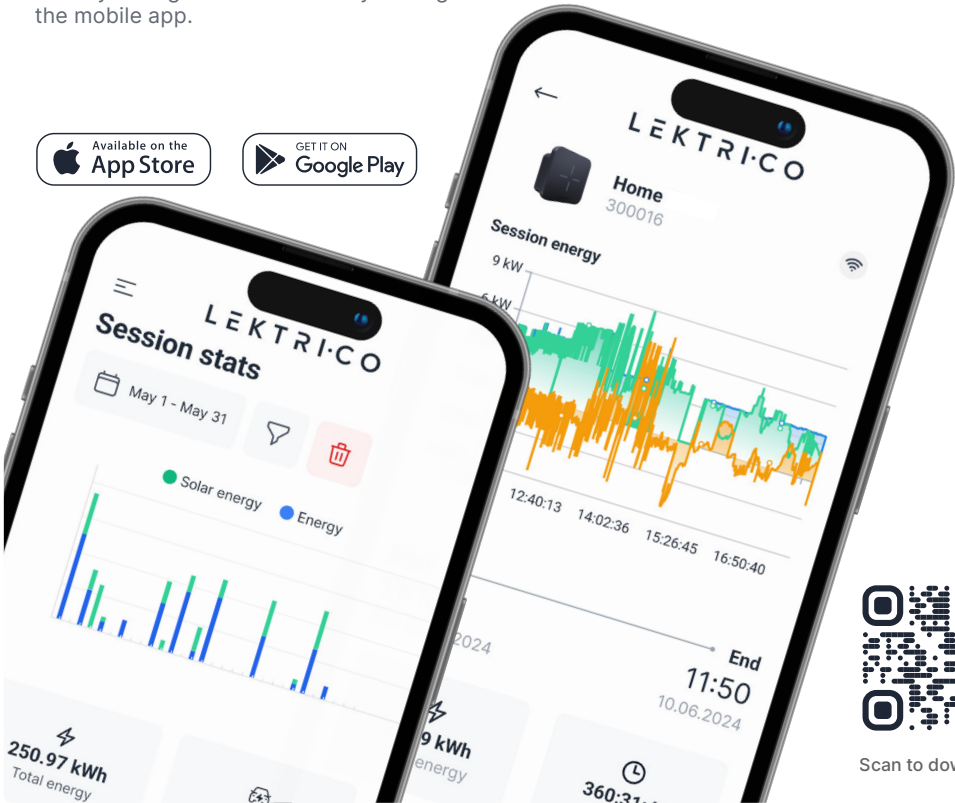 the mobile app.
Available on the
App Store
GET IT ON
Google Play
LEKTRI·CO
Home
300016
Session energy
9 kW
6 kW
12:40:13 14:02:36 15:26:45 16:50:40
2024
End
11:50
10.06.2024
9 kWh
energy
LEKTRI·CO
Session stats
May 1 - May 31
Solar energy
Energy
250.97 kWh
Total energy
Scan to